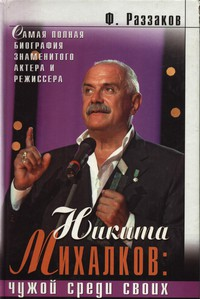 Ф. Раззаков
Самая полная
биография
знаменитого
актера и
режиссера
Никита
Михалков:
чужой среди своих